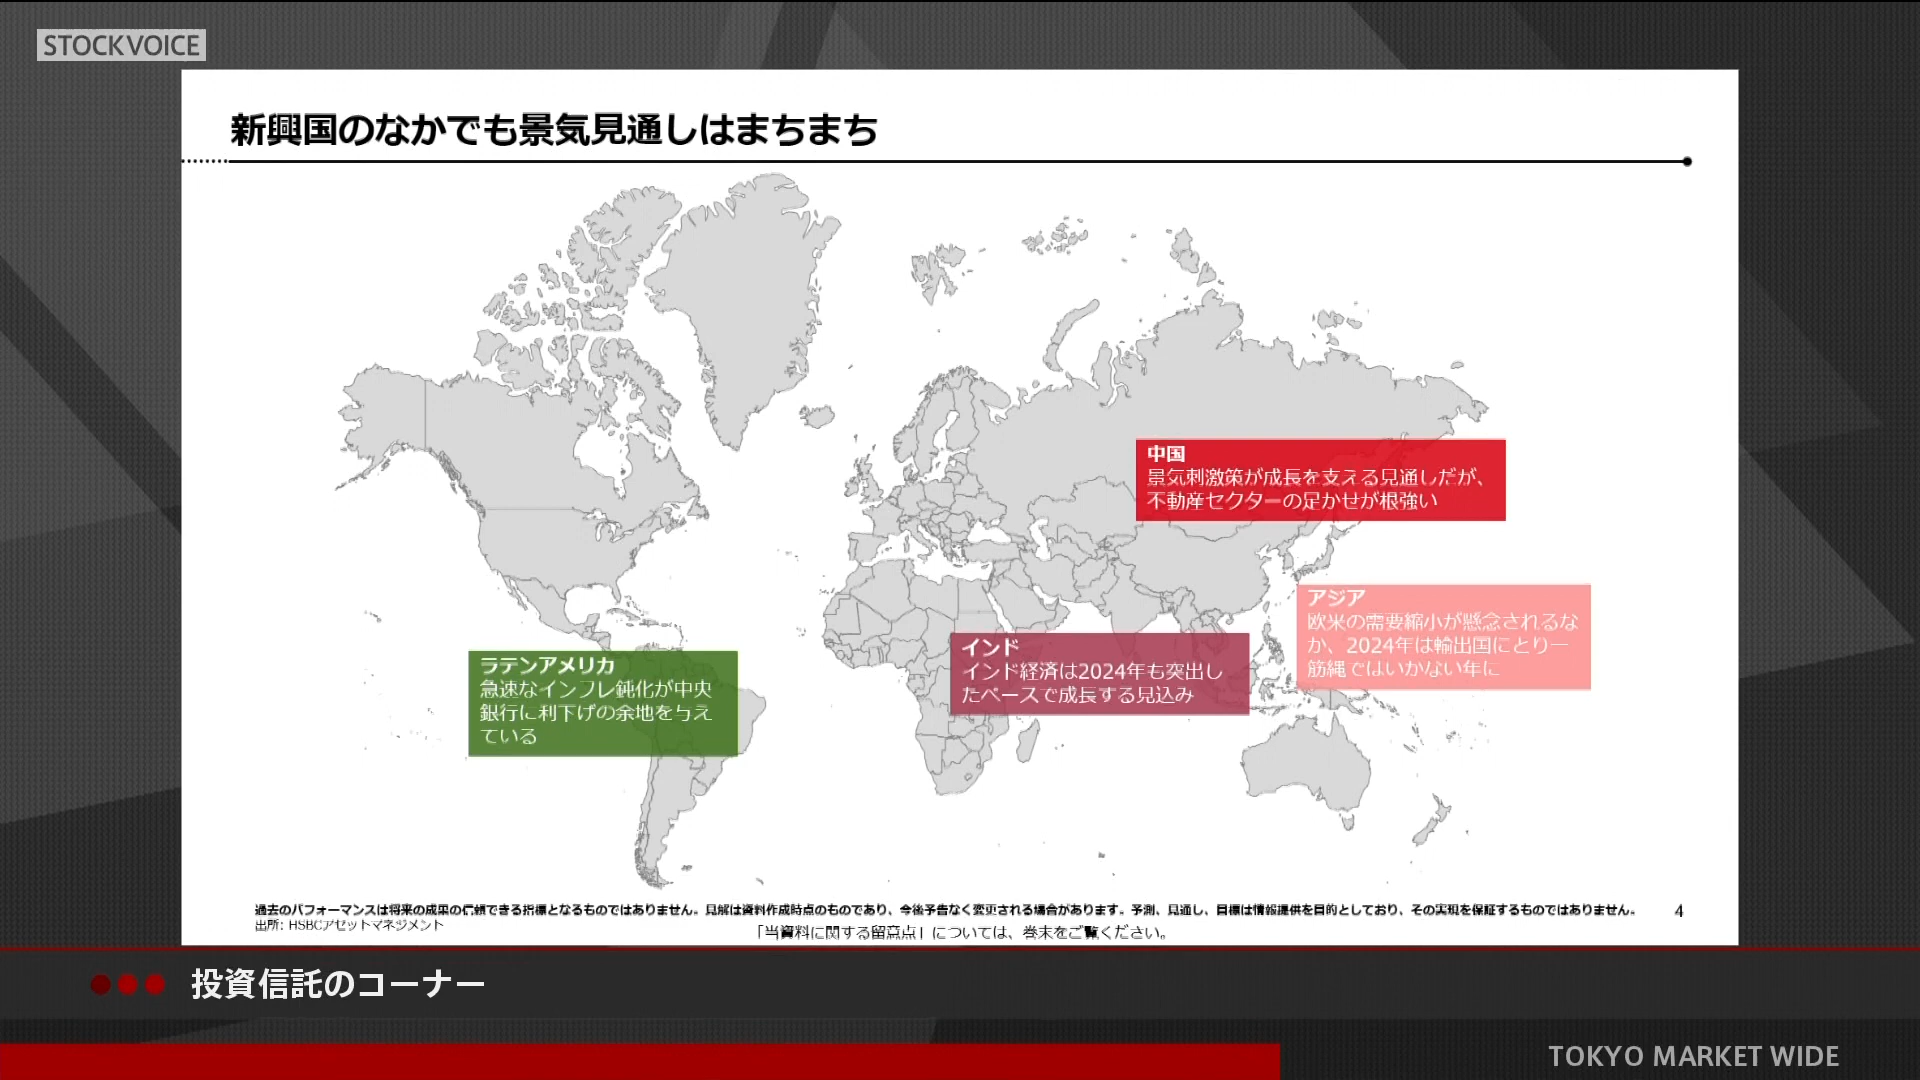 STOCKVOICE
新興国のなかでも景気見通しはまちまち
中国
景気刺激策が成長を支える見通しだが、
不動産セクターの足かせが根強い
アジア
欧米の需要縮小が懸念されるな
か、2024年は輸出国にとり一
筋縄ではいかない年に
インド
インド経済は2024年も突出し
たペースで成長する見込み
ラテンアメリカ
急速なインフレ鈍化が中央
銀行に利下げの余地を与え
ている
過去のパフォーマンスは将来の成果の信頼できる指標となるものではありません。見解は資料作成時点のものであり、今後予告なく変更される場合があります。予測、見通し、目標は情報提供を目的としており、その実現を保証するものではありません。
出所: HSBCアセットマネジメント
「当資料に関する留意点」については、巻末をご覧ください。
4
投資信託のコーナー
TOKYO MARKET WIDE